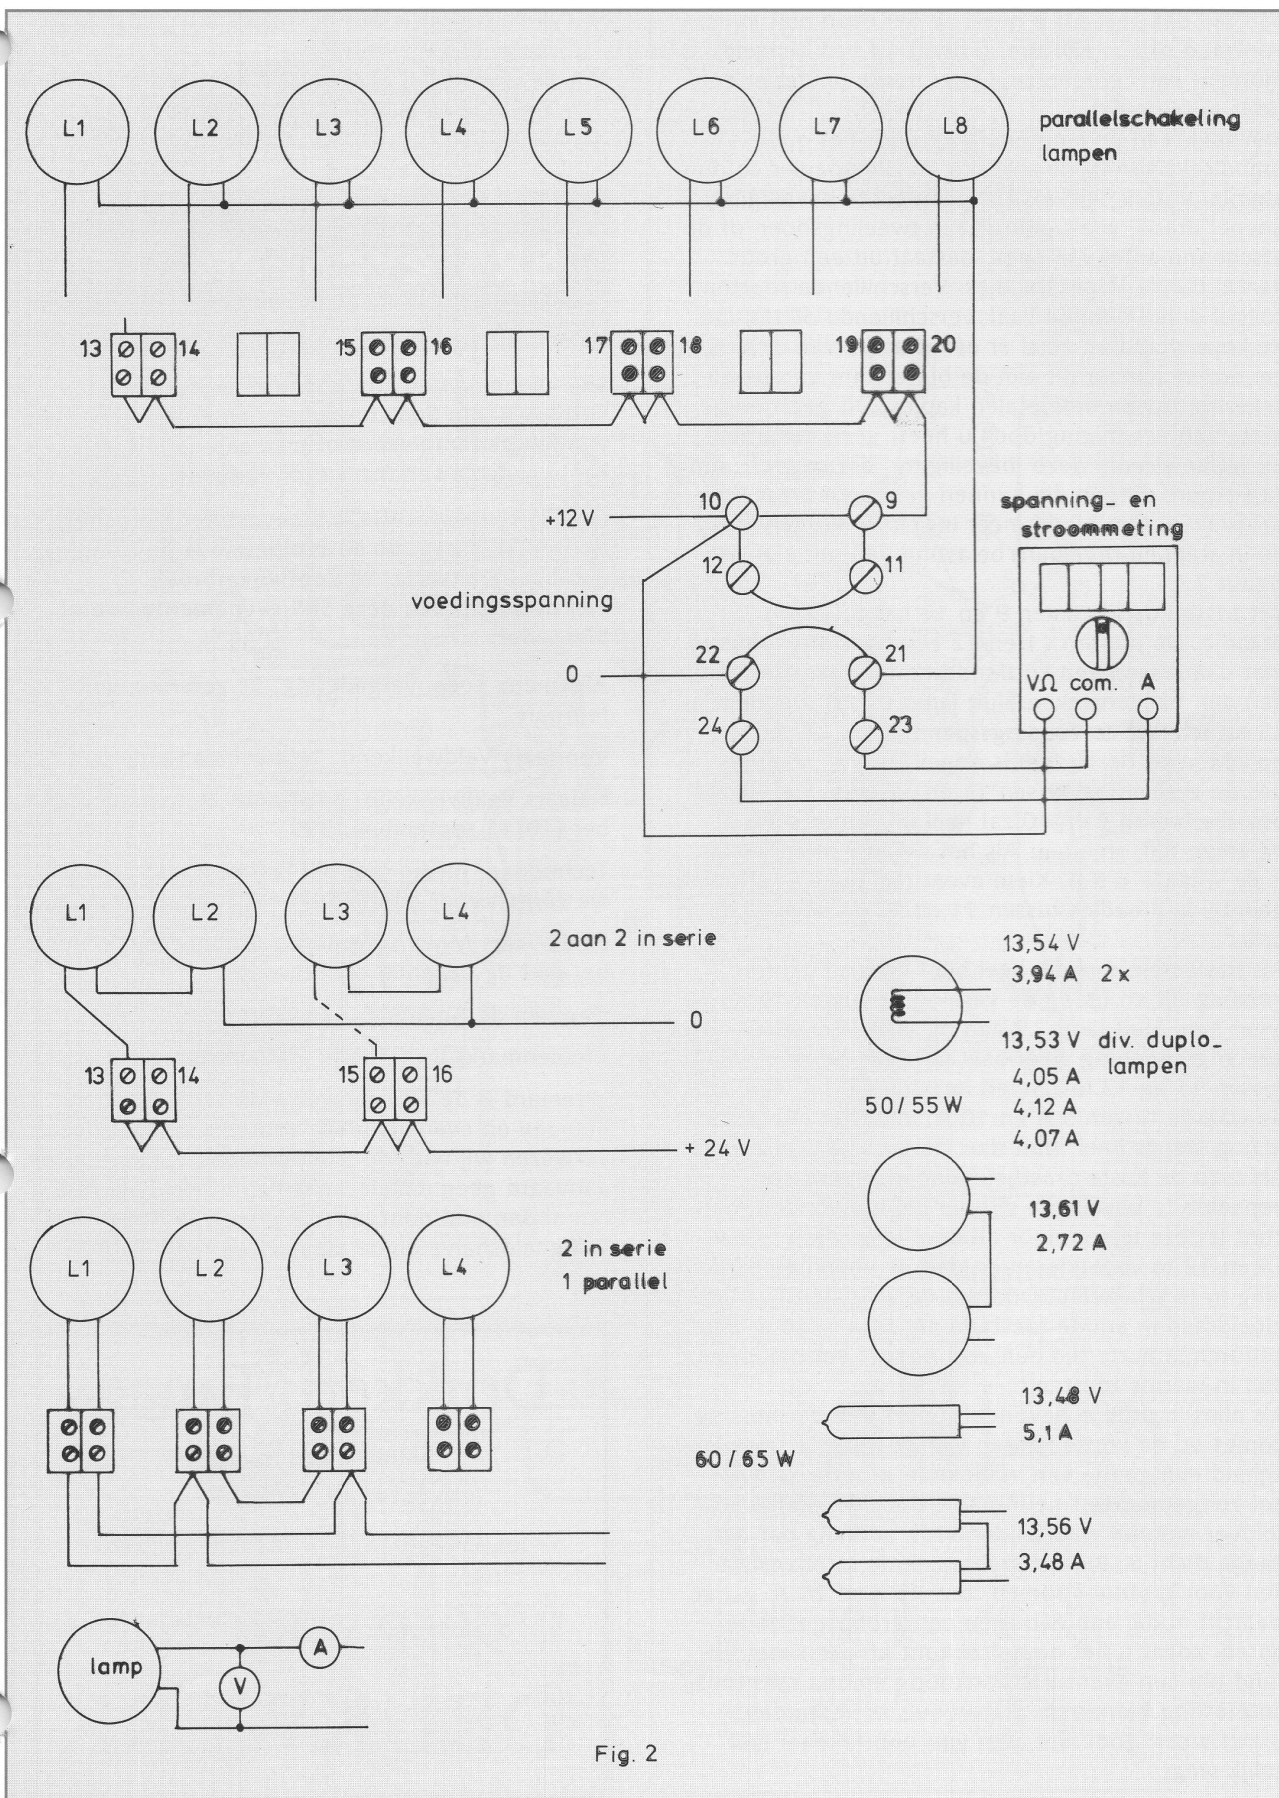 L1 L2 L3 L4 L5 L6 L7 L8
parallelschakeling
lampen
13 14 15 16 17 18 19 20
+12V
10
9
12
11
voedingsspanning
0
22
21
24
23
spanning- en
stroommeting
VΩ com. A
L1 L2 L3 L4
2 aan 2 in serie
0
13 14 15 16
+ 24 V
13,54 V
3,94 A 2 x
13,53 V div. duplo-
lampen
4,05 A
50 / 55 W
4,12 A
4,07 A
13,61 V
2,72 A
L1 L2 L3 L4
2 in serie
1 parallel
13,48 V
5,1 A
60 / 65 W
13,56 V
3,48 A
lamp
A
V
Fig. 2